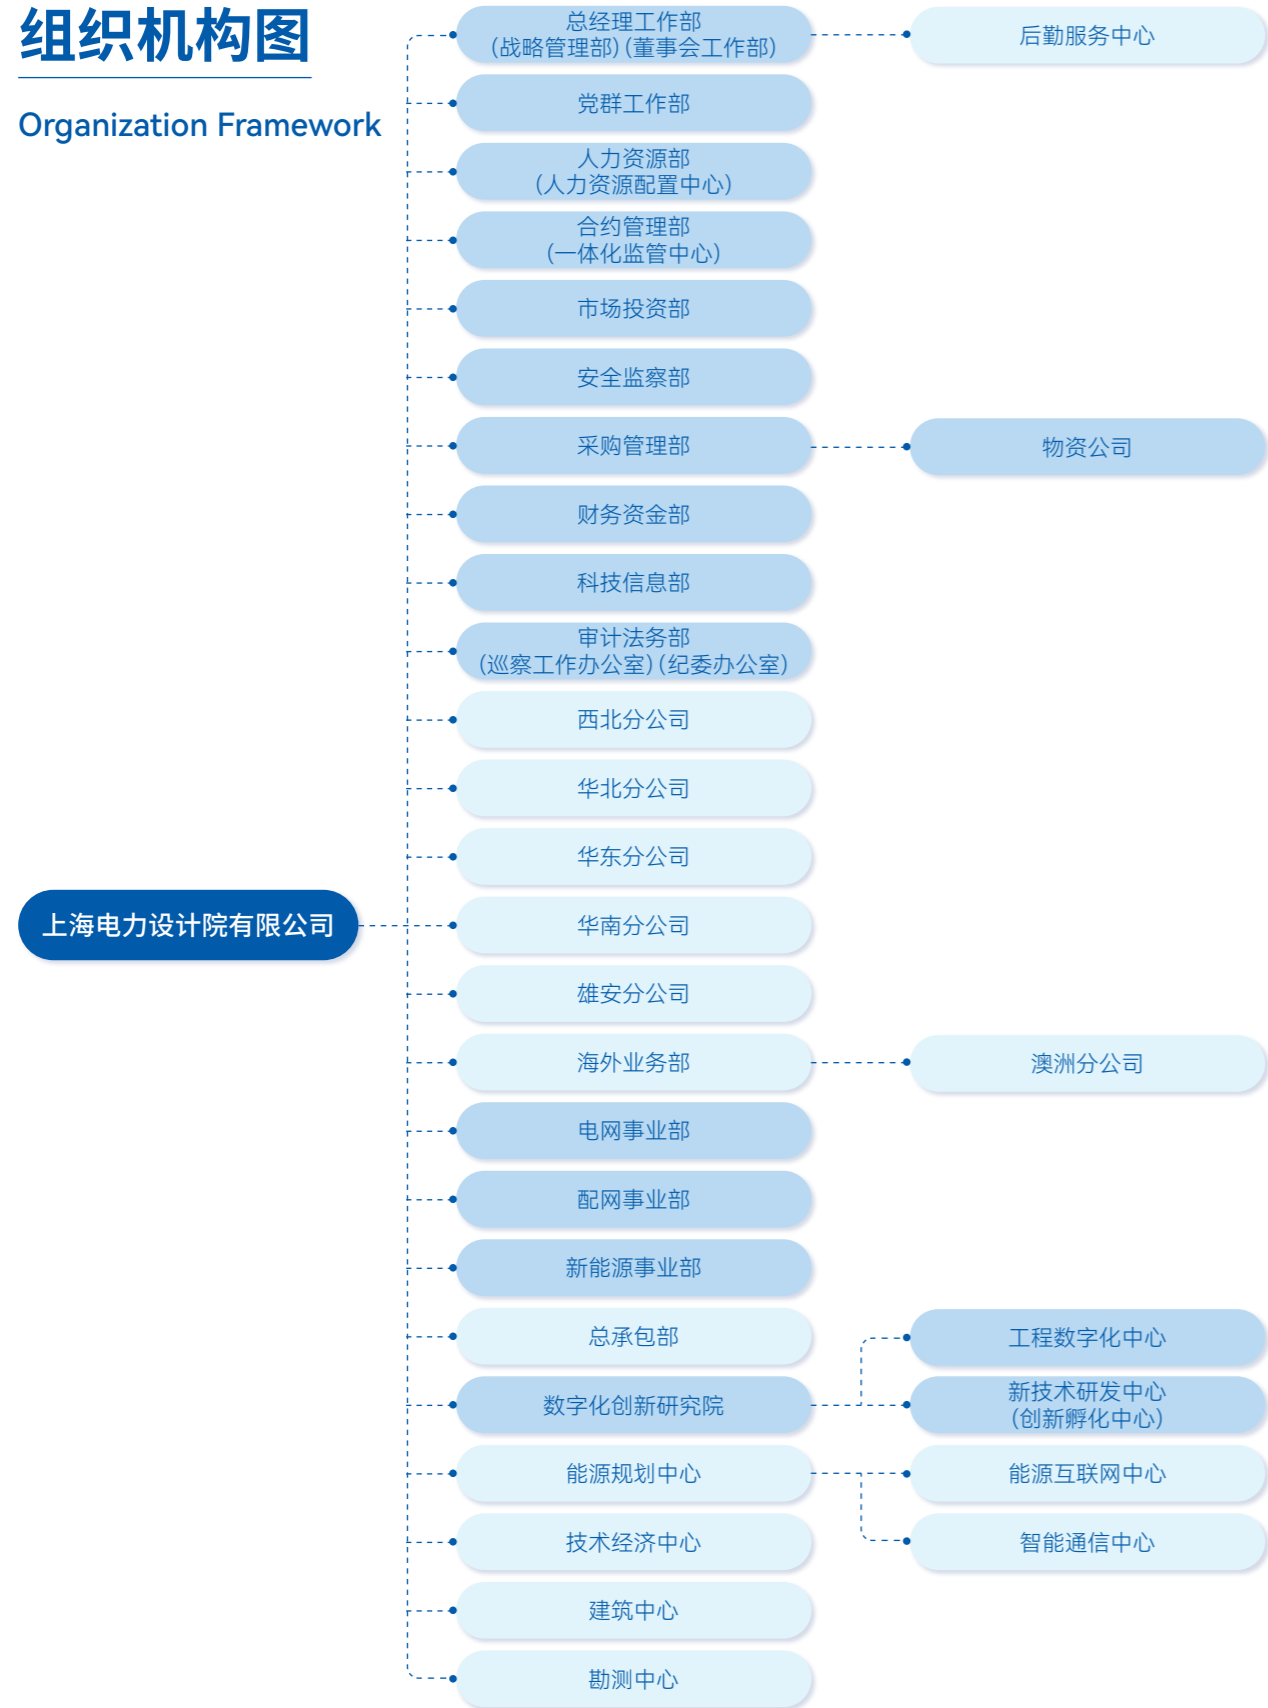 组织机构图
Organization Framework
总经理工作部
(战略管理部)(董事会工作部)
后勤服务中心
党群工作部
人力资源部
(人力资源配置中心)
合约管理部
(一体化监管中心)
市场投资部
安全监察部
采购管理部
物资公司
财务资金部
科技信息部
审计法务部
(巡察工作办公室)(纪委办公室)
西北分公司
华北分公司
华东分公司
上海电力设计院有限公司
华南分公司
雄安分公司
海外业务部
澳洲分公司
电网事业部
配网事业部
新能源事业部
总承包部
工程数字化中心
数字化创新研究院
新技术研发中心
(创新孵化中心)
能源规划中心
能源互联网中心
技术经济中心
智能通信中心
建筑中心
勘测中心